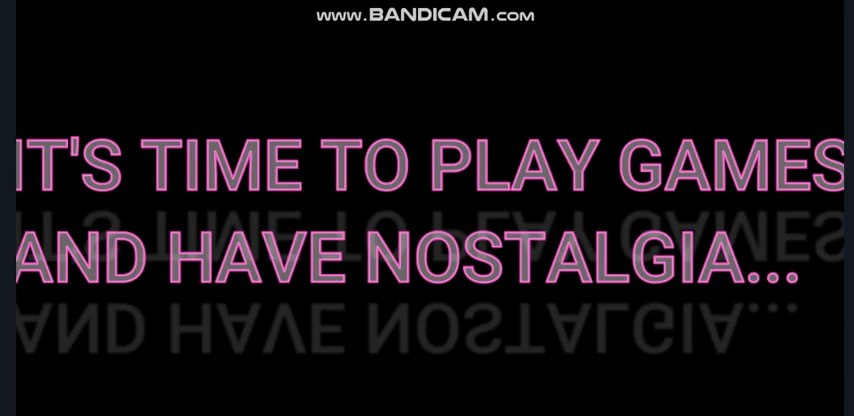 www.BANDICAM.com
IT'S TIME TO PLAY GAMES
AND HAVE NOSTALGIA...